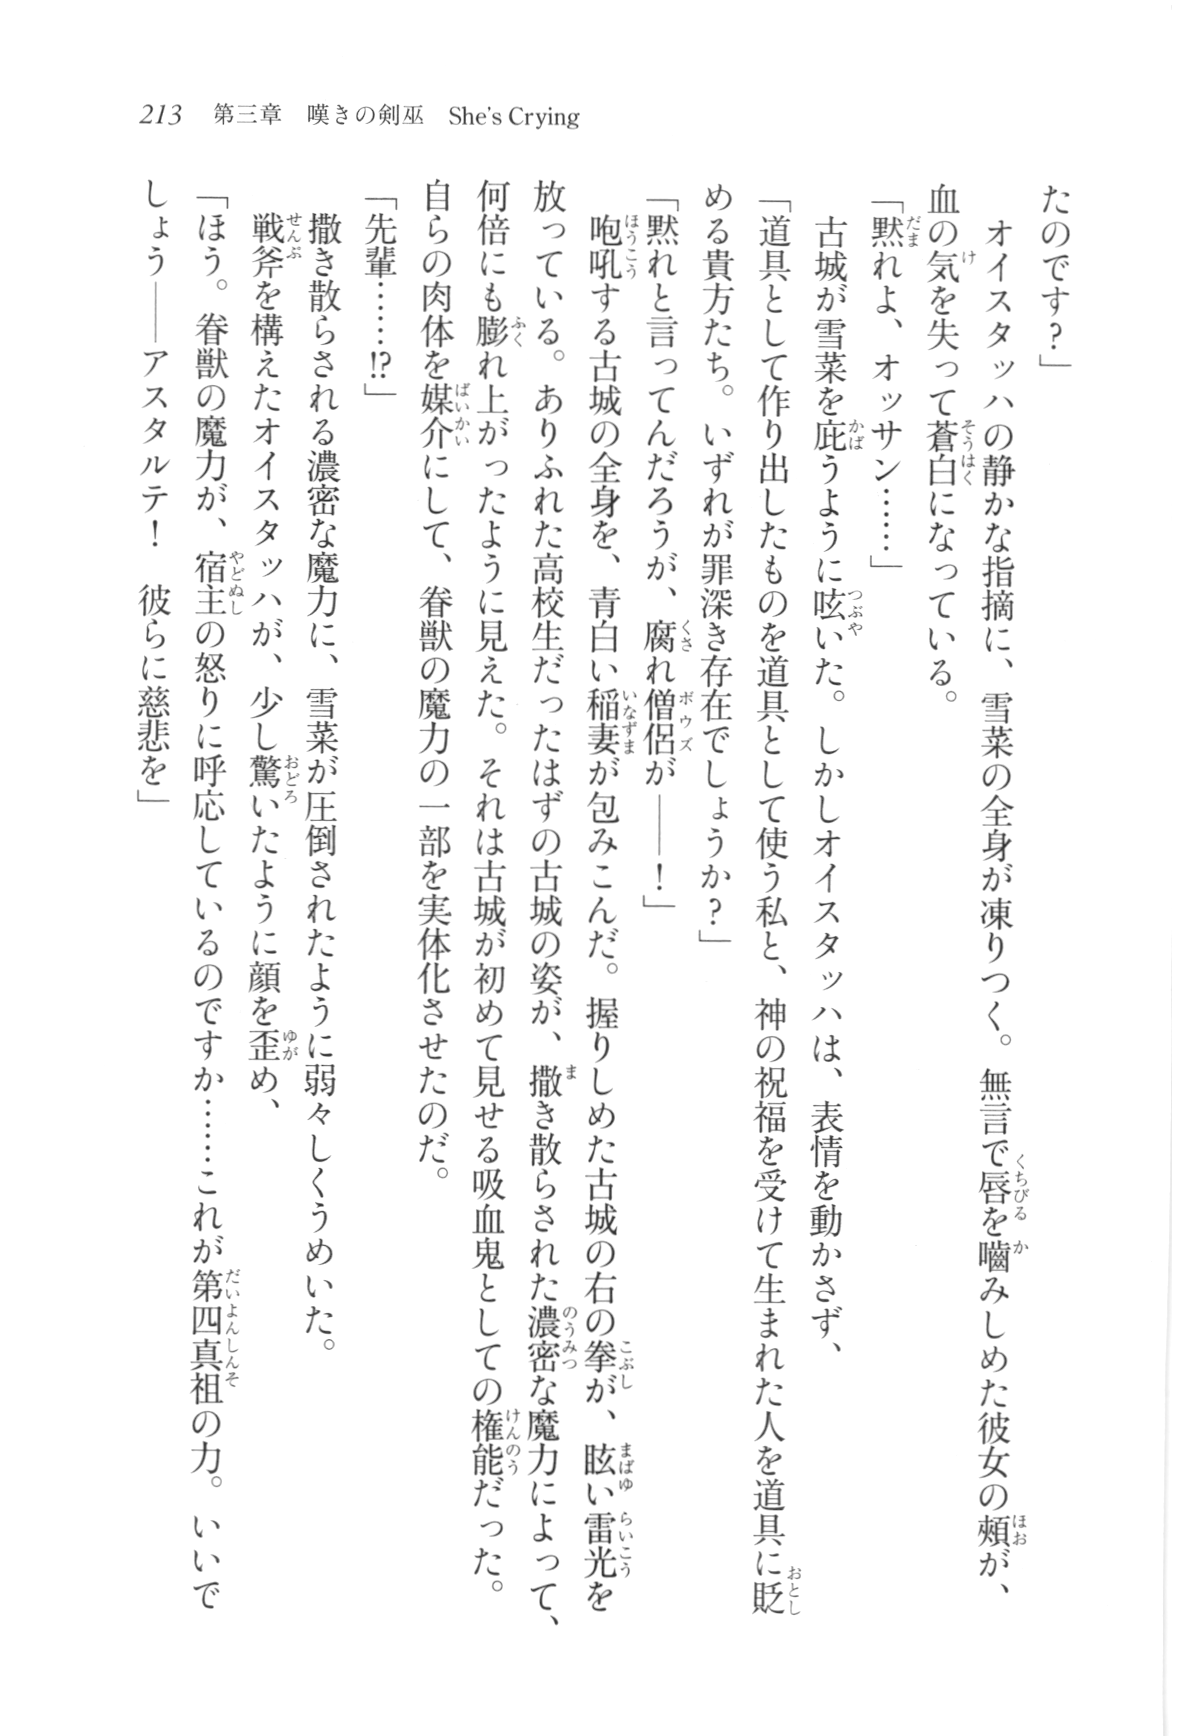 213 第三章　嘆きの剣巫　She's Crying
たのです？」
　オイスタッハの静かな指摘に、雪菜の全身が凍りつく。無言で唇を嚙みしめた彼女の頰が、
血の気を失って蒼白になっている。
「黙れよ、オッサン……」
　古城が雪菜を庇うように呟いた。しかしオイスタッハは、表情を動かさず、
「道具として作り出したものを道具として使う私と、神の祝福を受けて生まれた人を道具に貶
める貴方たち。いずれが罪深き存在でしょうか？」
「黙れと言ってんだろうが、腐れ僧侶が――！」
　咆吼する古城の全身を、青白い稲妻が包みこんだ。握りしめた古城の右の拳が、眩い雷光を
放っている。ありふれた高校生だったはずの古城の姿が、撒き散らされた濃密な魔力によって、
何倍にも膨れ上がったように見えた。それは古城が初めて見せる吸血鬼としての権能だった。
自らの肉体を媒介にして、眷獣の魔力の一部を実体化させたのだ。
「先輩……!?」
　撒き散らされる濃密な魔力に、雪菜が圧倒されたように弱々しくうめいた。
　戦斧を構えたオイスタッハが、少し驚いたように顔を歪め、
「ほう。眷獣の魔力が、宿主の怒りに呼応しているのですか……これが第四真祖の力。いいで
しょう――アスタルテ！　彼らに慈悲を」